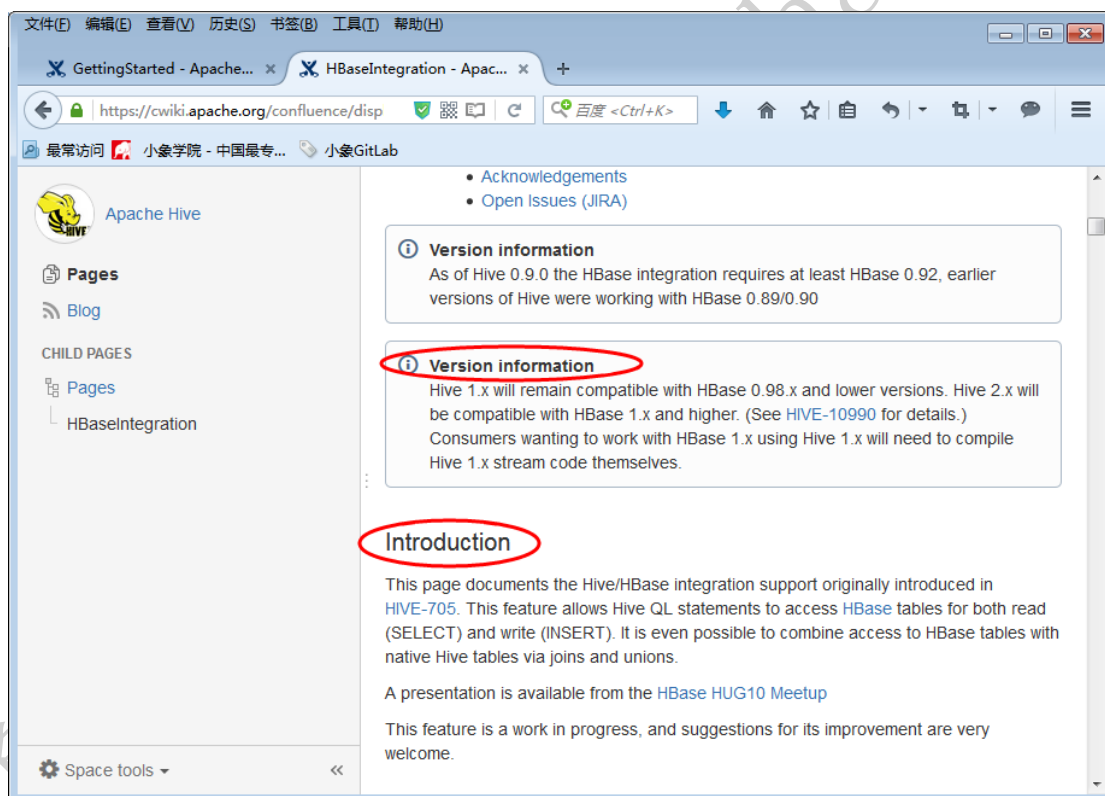 文件(F) 编辑(E) 查看(V) 历史(S) 书签(B) 工具(T) 帮助(H)
GettingStarted - Apache... × HBaseIntegration - Apac... × +
https://cwiki.apache.org/confluence/disp 百度 <Ctrl+K>
最常访问 小象学院 - 中国最专... 小象GitLab
HIVE
Apache Hive
Pages
Blog
CHILD PAGES
Pages
HBaseIntegration
Space tools
• Acknowledgements
• Open Issues (JIRA)
Version information
As of Hive 0.9.0 the HBase integration requires at least HBase 0.92, earlier
versions of Hive were working with HBase 0.89/0.90
Version information
Hive 1.x will remain compatible with HBase 0.98.x and lower versions. Hive 2.x will
be compatible with HBase 1.x and higher. (See HIVE-10990 for details.)
Consumers wanting to work with HBase 1.x using Hive 1.x will need to compile
Hive 1.x stream code themselves.
Introduction
This page documents the Hive/HBase integration support originally introduced in
HIVE-705. This feature allows Hive QL statements to access HBase tables for both read
(SELECT) and write (INSERT). It is even possible to combine access to HBase tables with
native Hive tables via joins and unions.
A presentation is available from the HBase HUG10 Meetup
This feature is a work in progress, and suggestions for its improvement are very
welcome.